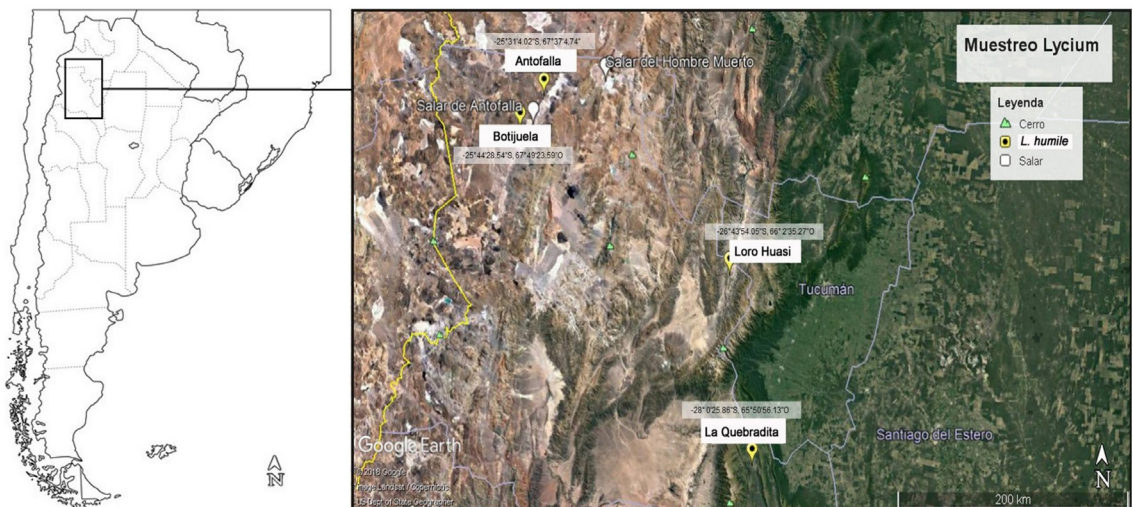 Muestreo Lycium
Leyenda
Cerro
L. humile
Salar
-25°31'4.02"S, 67°37'4.74"
Antofalla
Salar del Hombre Muerto
Salar de Antofalla
Botijuela
-25°44'28.54"S, 67°49'23.59"O
-26°43'54.05"S, 66°2'35.27"O
Loro Huasi
Tucumán
-28°0'25.86"S, 65°50'56.13"O
La Quebradita
Santiago del Estero
Google Earth
© 2018 Google
Image Landsat / Copernicus
US Dept of State Geographer
N
N
200 km